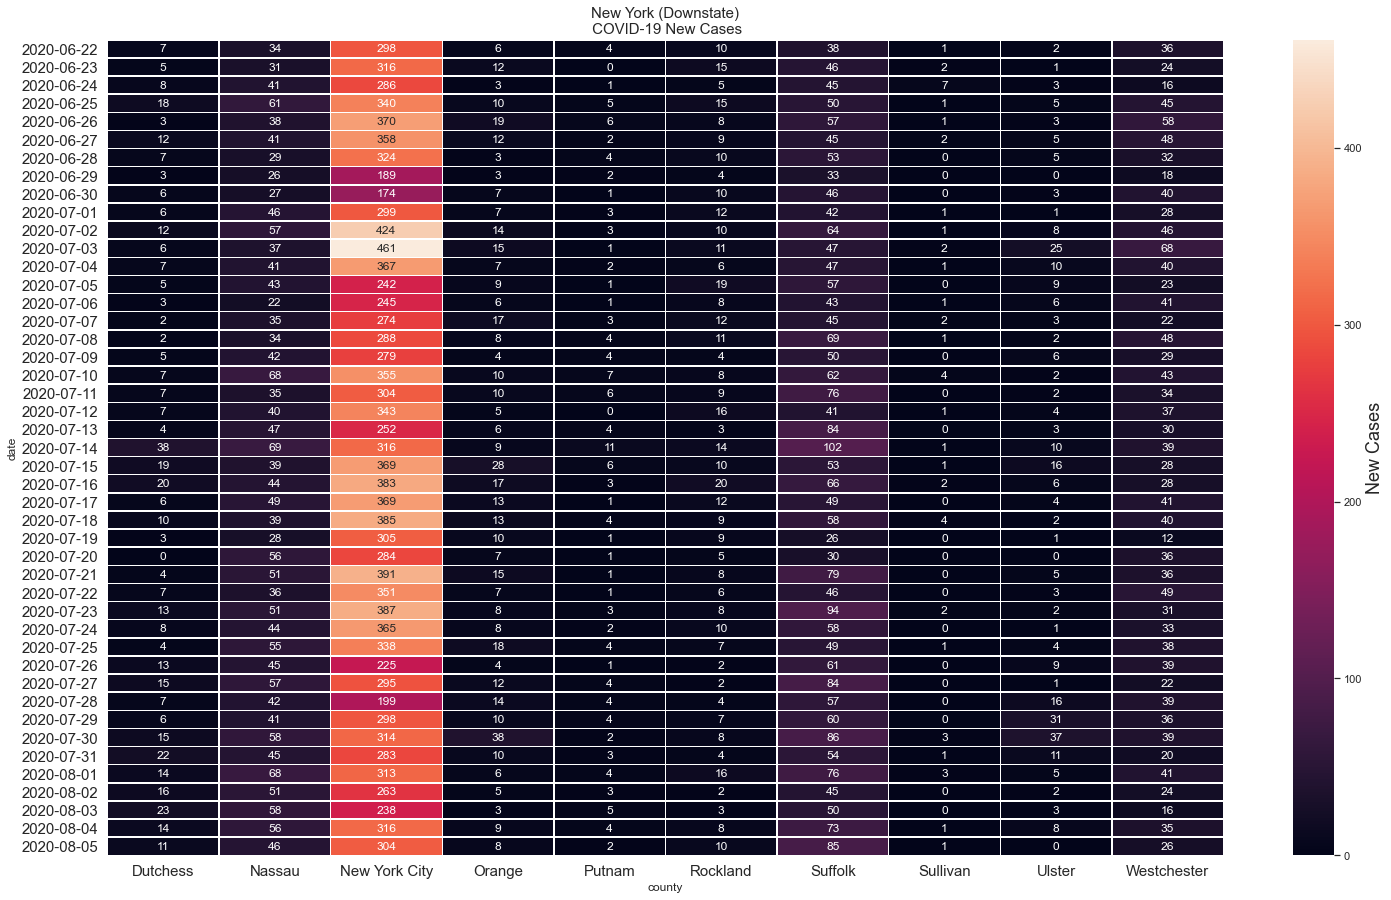 New York (Downstate)
COVID-19 New Cases
2020-06-22 7 34 298 6 4 10 38 1 2 36
2020-06-23 5 31 316 12 0 15 46 2 1 24
2020-06-24 8 41 286 3 1 5 45 7 3 16
2020-06-25 18 61 340 10 5 15 50 1 5 45
2020-06-26 3 38 370 19 6 8 57 1 3 58
2020-06-27 12 41 358 12 2 9 45 2 5 48
2020-06-28 7 29 324 3 4 10 53 0 5 32
2020-06-29 3 26 189 3 2 4 33 0 0 18
2020-06-30 6 27 174 7 1 10 46 0 3 40
2020-07-01 6 46 299 7 3 12 42 1 1 28
2020-07-02 12 57 424 14 3 10 64 1 8 46
2020-07-03 6 37 461 15 1 11 47 2 25 68
2020-07-04 7 41 367 7 2 6 47 1 10 40
2020-07-05 5 43 242 9 1 19 57 0 9 23
2020-07-06 3 22 245 6 1 8 43 1 6 41
2020-07-07 2 35 274 17 3 12 45 2 3 22
2020-07-08 2 34 288 8 4 11 69 1 2 48
2020-07-09 5 42 279 4 4 4 50 0 6 29
2020-07-10 7 68 355 10 7 8 62 4 2 43
2020-07-11 7 35 304 10 6 9 76 0 2 34
2020-07-12 7 40 343 5 0 16 41 1 4 37
2020-07-13 4 47 252 6 4 3 84 0 3 30
2020-07-14 38 69 316 9 11 14 102 1 10 39
2020-07-15 19 39 369 28 6 10 53 1 16 28
2020-07-16 20 44 383 17 3 20 66 2 6 28
2020-07-17 6 49 369 13 1 12 49 0 4 41
2020-07-18 10 39 385 13 4 9 58 4 2 40
2020-07-19 3 28 305 10 1 9 26 0 1 12
2020-07-20 0 56 284 7 1 5 30 0 0 36
2020-07-21 4 51 391 15 1 8 79 0 5 36
2020-07-22 7 36 351 7 1 6 46 0 3 49
2020-07-23 13 51 387 8 3 8 94 2 2 31
2020-07-24 8 44 365 8 2 10 58 0 1 33
2020-07-25 4 55 338 18 4 7 49 1 4 38
2020-07-26 13 45 225 4 1 2 61 0 9 39
2020-07-27 15 57 295 12 4 2 84 0 1 22
2020-07-28 7 42 199 14 4 4 57 0 16 39
2020-07-29 6 41 298 10 4 7 60 0 31 36
2020-07-30 15 58 314 38 2 8 86 3 37 39
2020-07-31 22 45 283 10 3 4 54 1 11 20
2020-08-01 14 68 313 6 4 16 76 3 5 41
2020-08-02 16 51 263 5 3 2 45 0 2 24
2020-08-03 23 58 238 3 5 3 50 0 3 16
2020-08-04 14 56 316 9 4 8 73 1 8 35
2020-08-05 11 46 304 8 2 10 85 1 1 26
Dutchess Nassau New York City Orange Putnam Rockland Suffolk Sullivan Ulster Westchester
county
date
400
300
200
100
0
New Cases